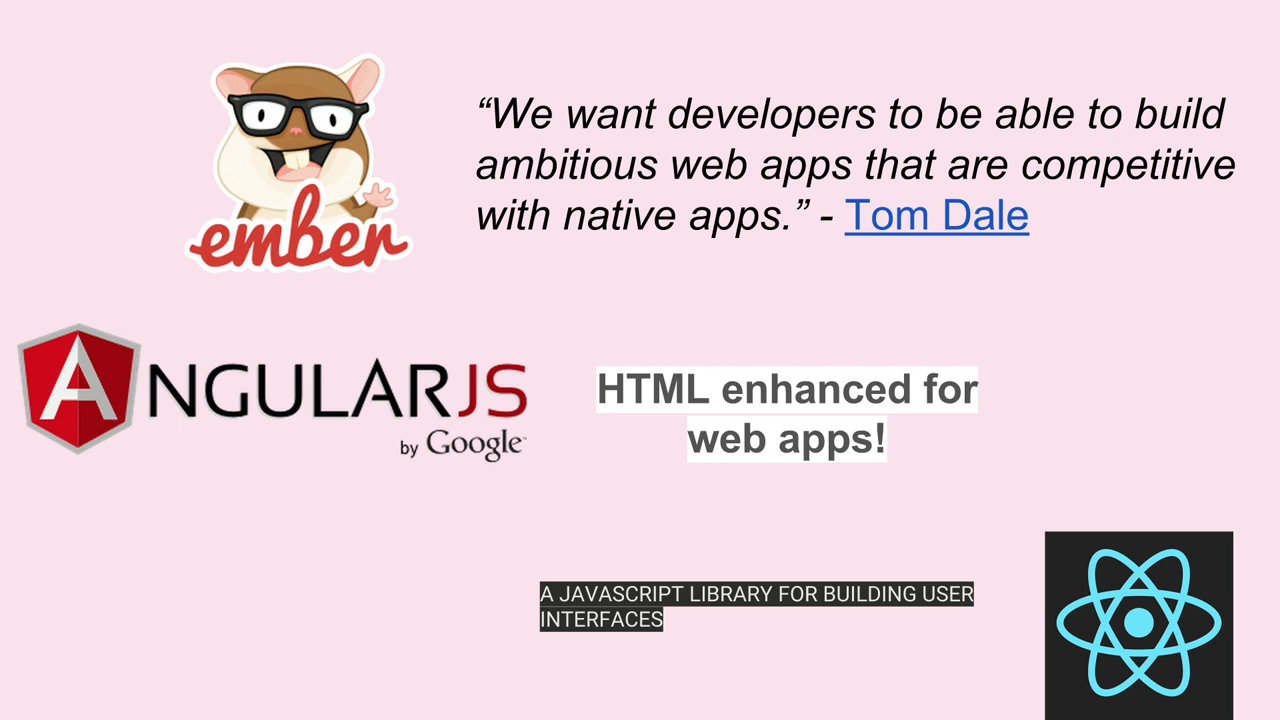 ember
“We want developers to be able to build
ambitious web apps that are competitive
with native apps.” - Tom Dale
ANGULARJS
by Google™
HTML enhanced for
web apps!
A JAVASCRIPT LIBRARY FOR BUILDING USER
INTERFACES